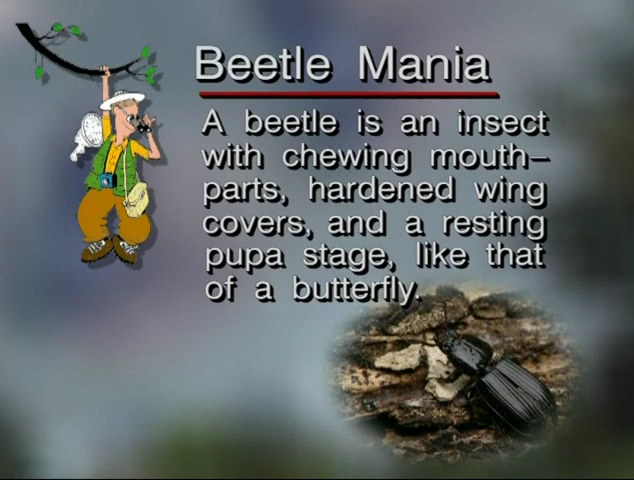 Beetle Mania
A beetle is an insect
with chewing mouth–
parts, hardened wing
covers, and a resting
pupa stage, like that
of a butterfly.